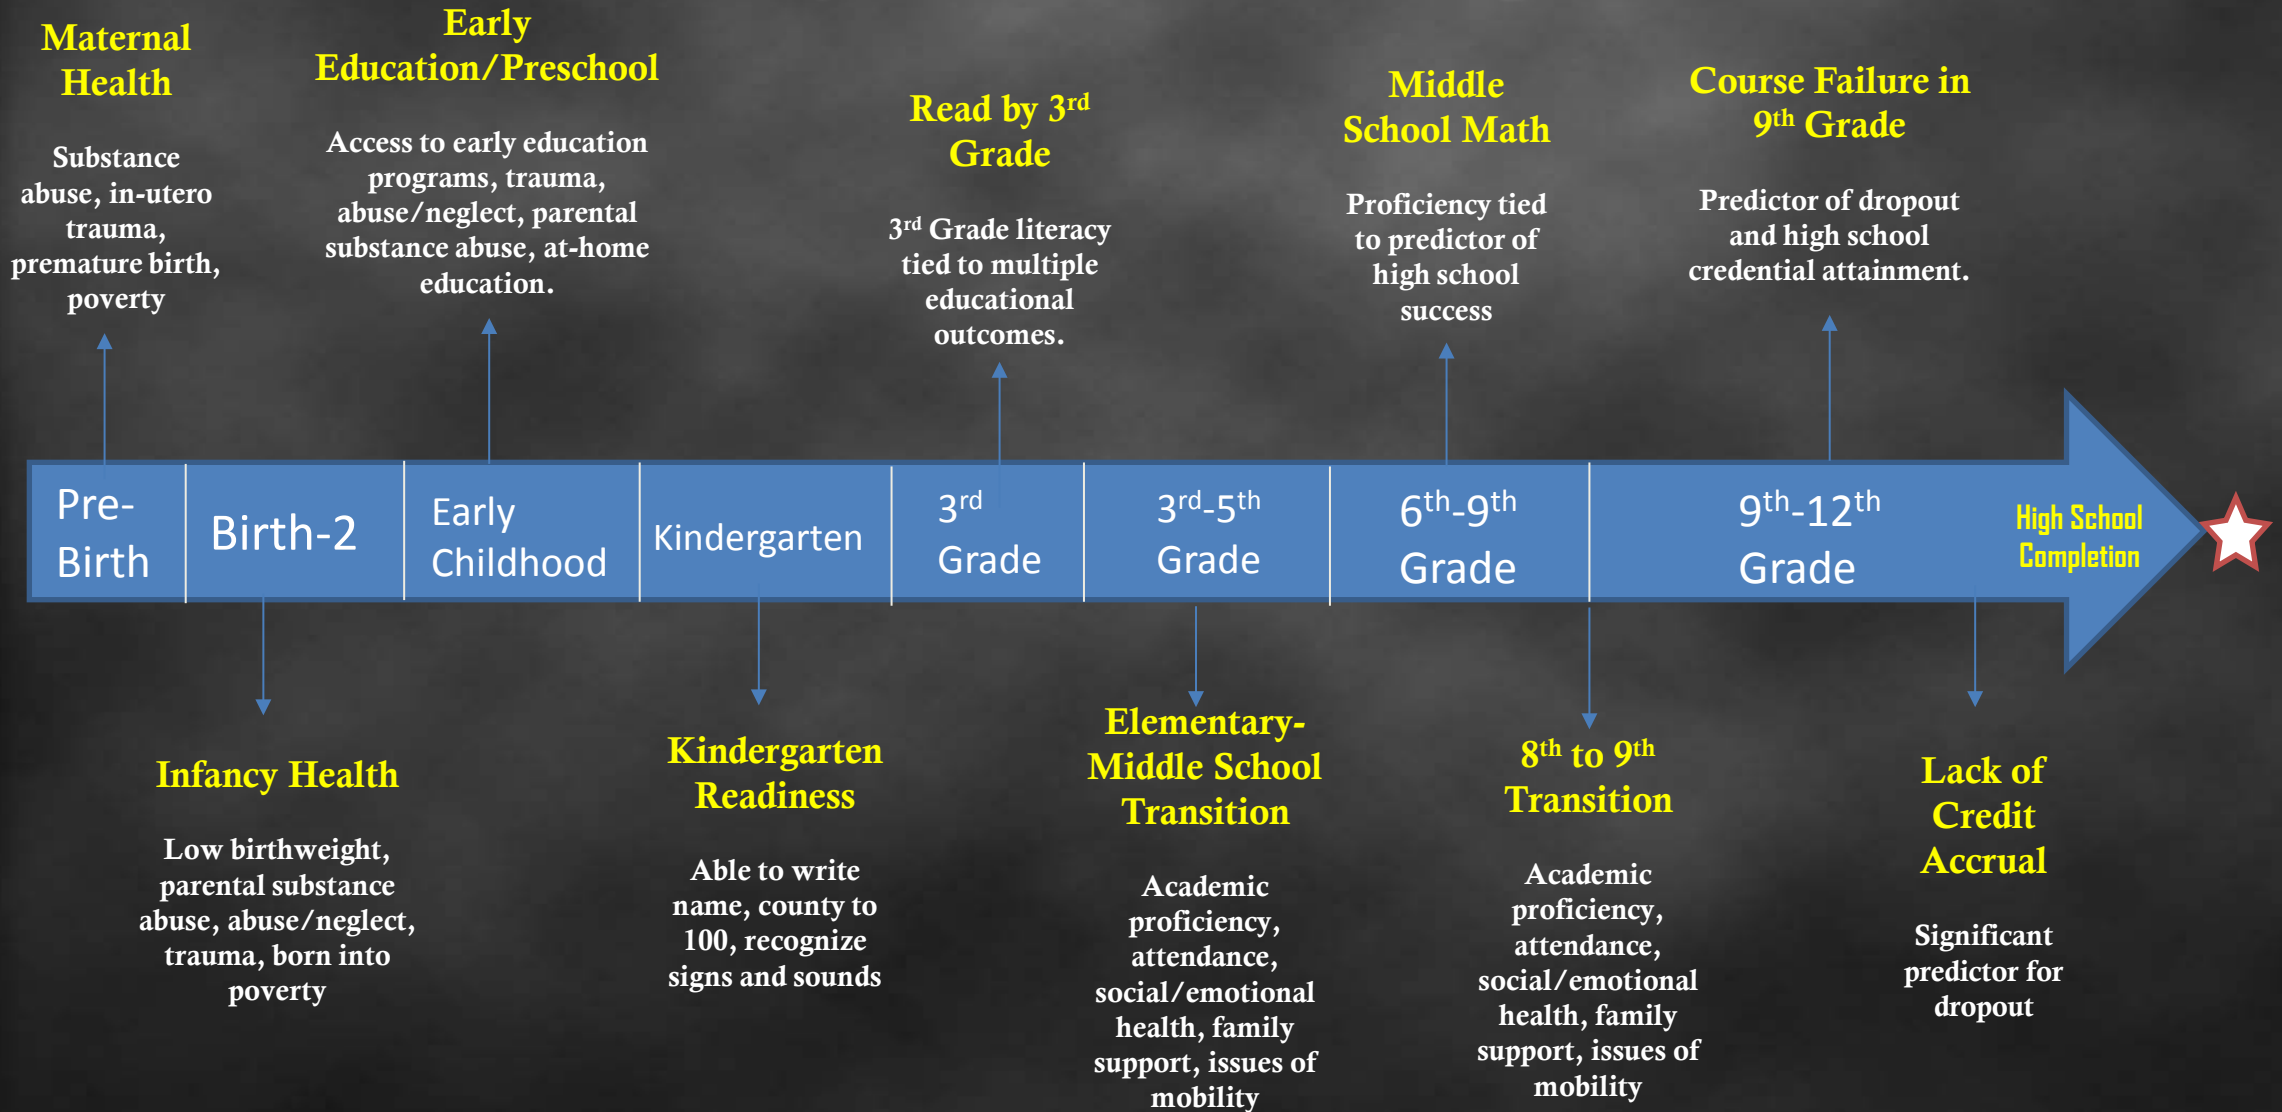 Maternal
Health
Substance
abuse, in-utero
trauma,
premature birth,
poverty
Early
Education/Preschool
Access to early education
programs, trauma,
abuse/neglect, parental
substance abuse, at-home
education.
Read by 3rd
Grade
3rd Grade literacy
tied to multiple
educational
outcomes.
Middle
School Math
Proficiency tied
to predictor of
high school
success
Course Failure in
9th Grade
Predictor of dropout
and high school
credential attainment.
Pre-
Birth
Birth-2
Early
Childhood
Kindergarten
3rd
Grade
3rd-5th
Grade
6th-9th
Grade
9th-12th
Grade
High School
Completion
Infancy Health
Low birthweight,
parental substance
abuse, abuse/neglect,
trauma, born into
poverty
Kindergarten
Readiness
Able to write
name, county to
100, recognize
signs and sounds
Elementary-
Middle School
Transition
Academic
proficiency,
attendance,
social/emotional
health, family
support, issues of
mobility
8th to 9th
Transition
Academic
proficiency,
attendance,
social/emotional
health, family
support, issues of
mobility
Lack of
Credit
Accrual
Significant
predictor for
dropout